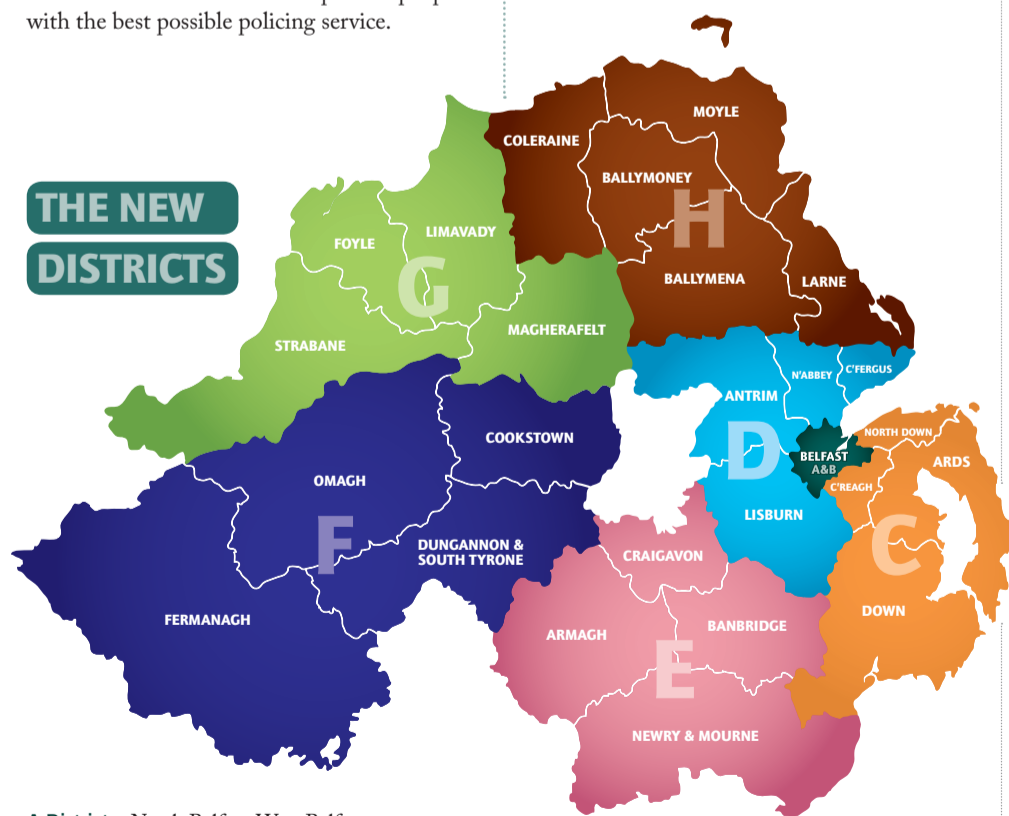 with the best possible policing service.
THE NEW
DISTRICTS
COLERAINE
MOYLE
BALLYMONEY
H
BALLYMENA
LARNE
FOYLE
LIMAVADY
G
STRABANE
MAGHERAFELT
N'ABBEY
C'FERGUS
ANTRIM
D
BELFAST
A&B
LISBURN
NORTH DOWN
ARDS
C'REAGH
C
DOWN
COOKSTOWN
OMAGH
F
DUNGANNON &
SOUTH TYRONE
FERMANAGH
CRAIGAVON
ARMAGH
BANBRIDGE
E
NEWRY & MOURNE